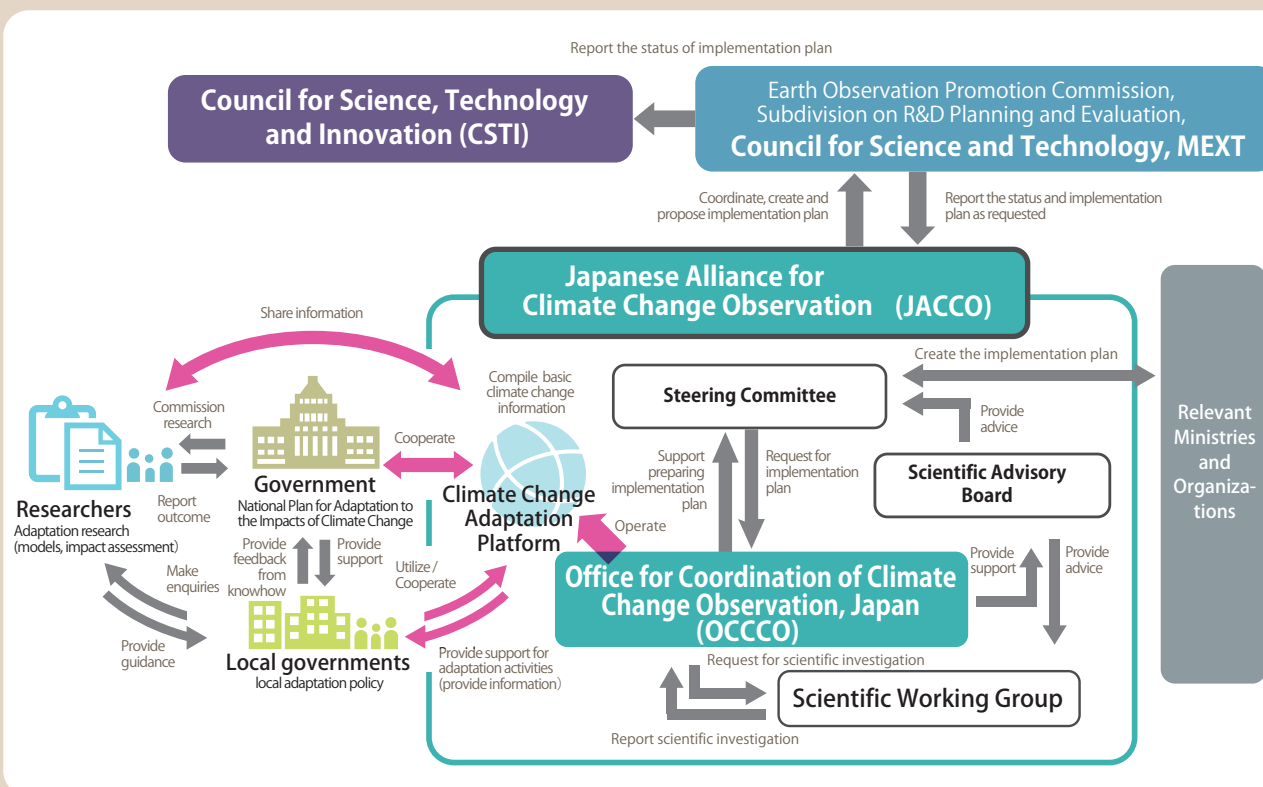 Report the status of implementation plan
Council for Science, Technology
and Innovation (CSTI)
Earth Observation Promotion Commission,
Subdivision on R&D Planning and Evaluation,
Council for Science and Technology, MEXT
Coordinate, create and
propose implementation plan
Report the status and implementation
plan as requested
Japanese Alliance for
Climate Change Observation (JACCO)
Share information
Compile basic
climate change
information
Create the implementation plan
Steering Committee
Provide
advice
Relevant
Ministries
and
Organiza-
tions
Commission
research
Cooperate
Support
preparing
implementation
plan
Request for
implementation
plan
Scientific Advisory
Board
Researchers
Adaptation research
(models, impact assessment)
Report
outcome
Government
National Plan for Adaptation to
the Impacts of Climate Change
Climate Change
Adaptation
Platform
Operate
Provide
feedback
from
knowhow
Provide
support
Utilize /
Cooperate
Make
enquiries
Office for Coordination of Climate
Change Observation, Japan
(OCCCO)
Provide
support
Provide
advice
Provide
guidance
Local governments
local adaptation policy
Provide support for
adaptation activities
(provide information)
Request for scientific investigation
Scientific Working Group
Report scientific investigation